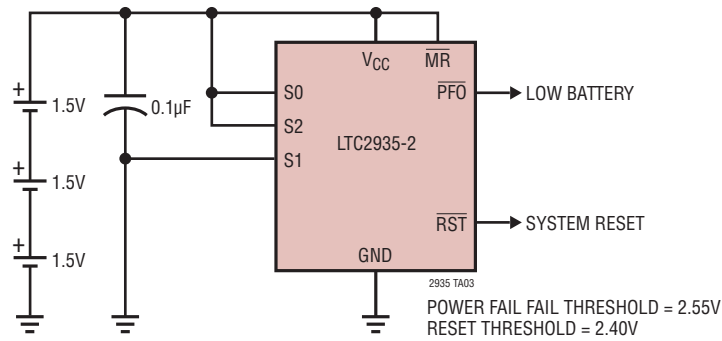 VCC
MR
S0
PFO
LOW BATTERY
+
1.5V
0.1µF
S2
LTC2935-2
S1
+
1.5V
RST
SYSTEM RESET
+
1.5V
GND
2935 TA03
POWER FAIL FAIL THRESHOLD = 2.55V
RESET THRESHOLD = 2.40V